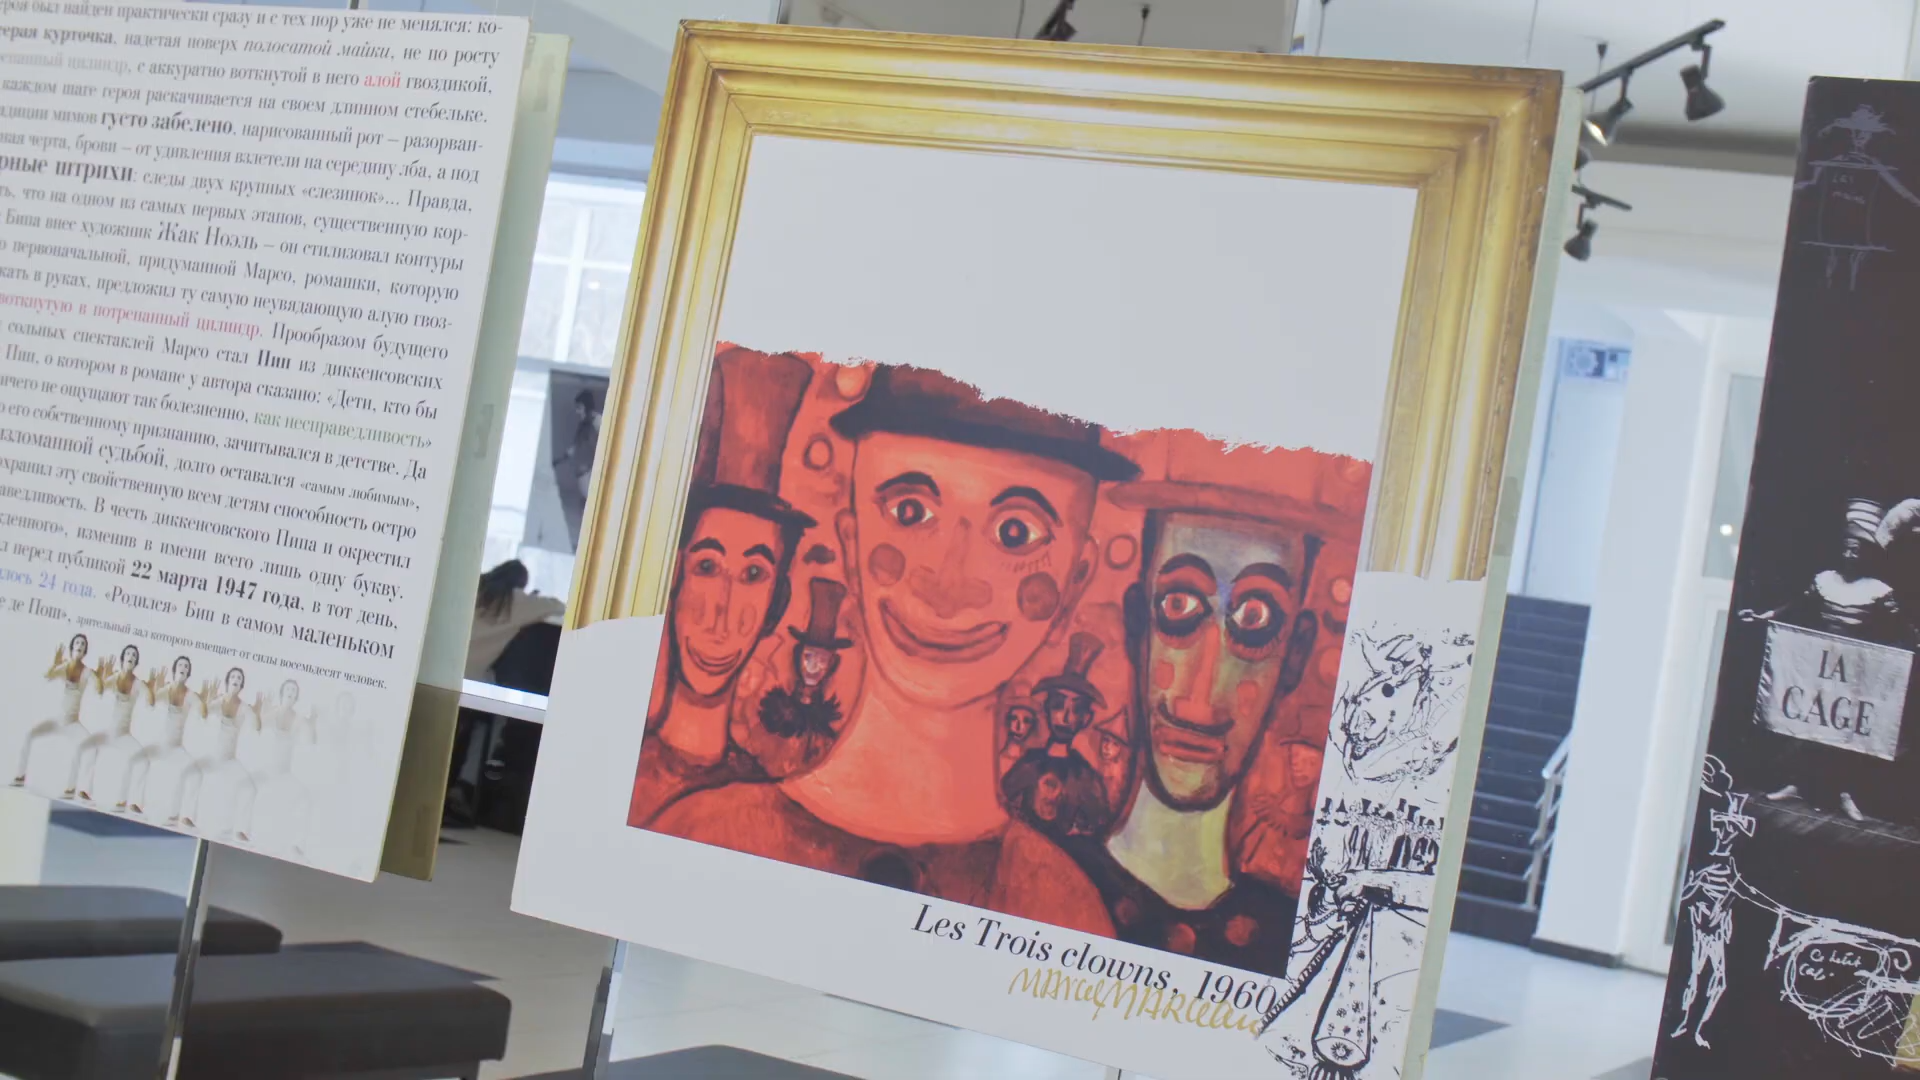 был найден практически сразу и с тех пор уже не менялся: ко-
курточка, надетая поверх полосатой майки, не по росту
цилиндр, с аккуратно воткнутой в него алой гвоздикой,
каждом шаге героя раскачивается на своем длинном стебельке.
мимов густо забелено, нарисованный рот – разорван-
черта, брови – от удивления взлетели на середину лба, а под
штрихи: следы двух крупных «слезинок»... Правда,
что на одном из самых первых этапов, существенную кор-
Бипа внес художник Жак Ноэль – он стилизовал контуры
первоначальной, придуманной Марсо, ромашки, которую
в руках, предложил ту самую неувядающую алую гвоз-
воткнутую в потрепанный цилиндр. Прообразом будущего
сольных спектаклей Марсо стал Пип из диккенсовских
Пип, о котором в романе у автора сказано: «Дети, кто бы
не ощущают так болезненно, как несправедливость»
его собственному признанию, зачитывался в детстве. Да
изломанной судьбой, долго оставался «самым любимым»,
эту свойственную всем детям способность остро
В честь диккенсовского Пипа и окрестил
изменив в имени всего лишь одну букву.
перед публикой 22 марта 1947 года, в тот день,
24 года. «Родился» Бип в самом маленьком
де Пош», зрительный зал которого вмещает от силы восемьдесят человек.
Les Trois clowns, 1960
Marcel Marceau
LA
CAGE